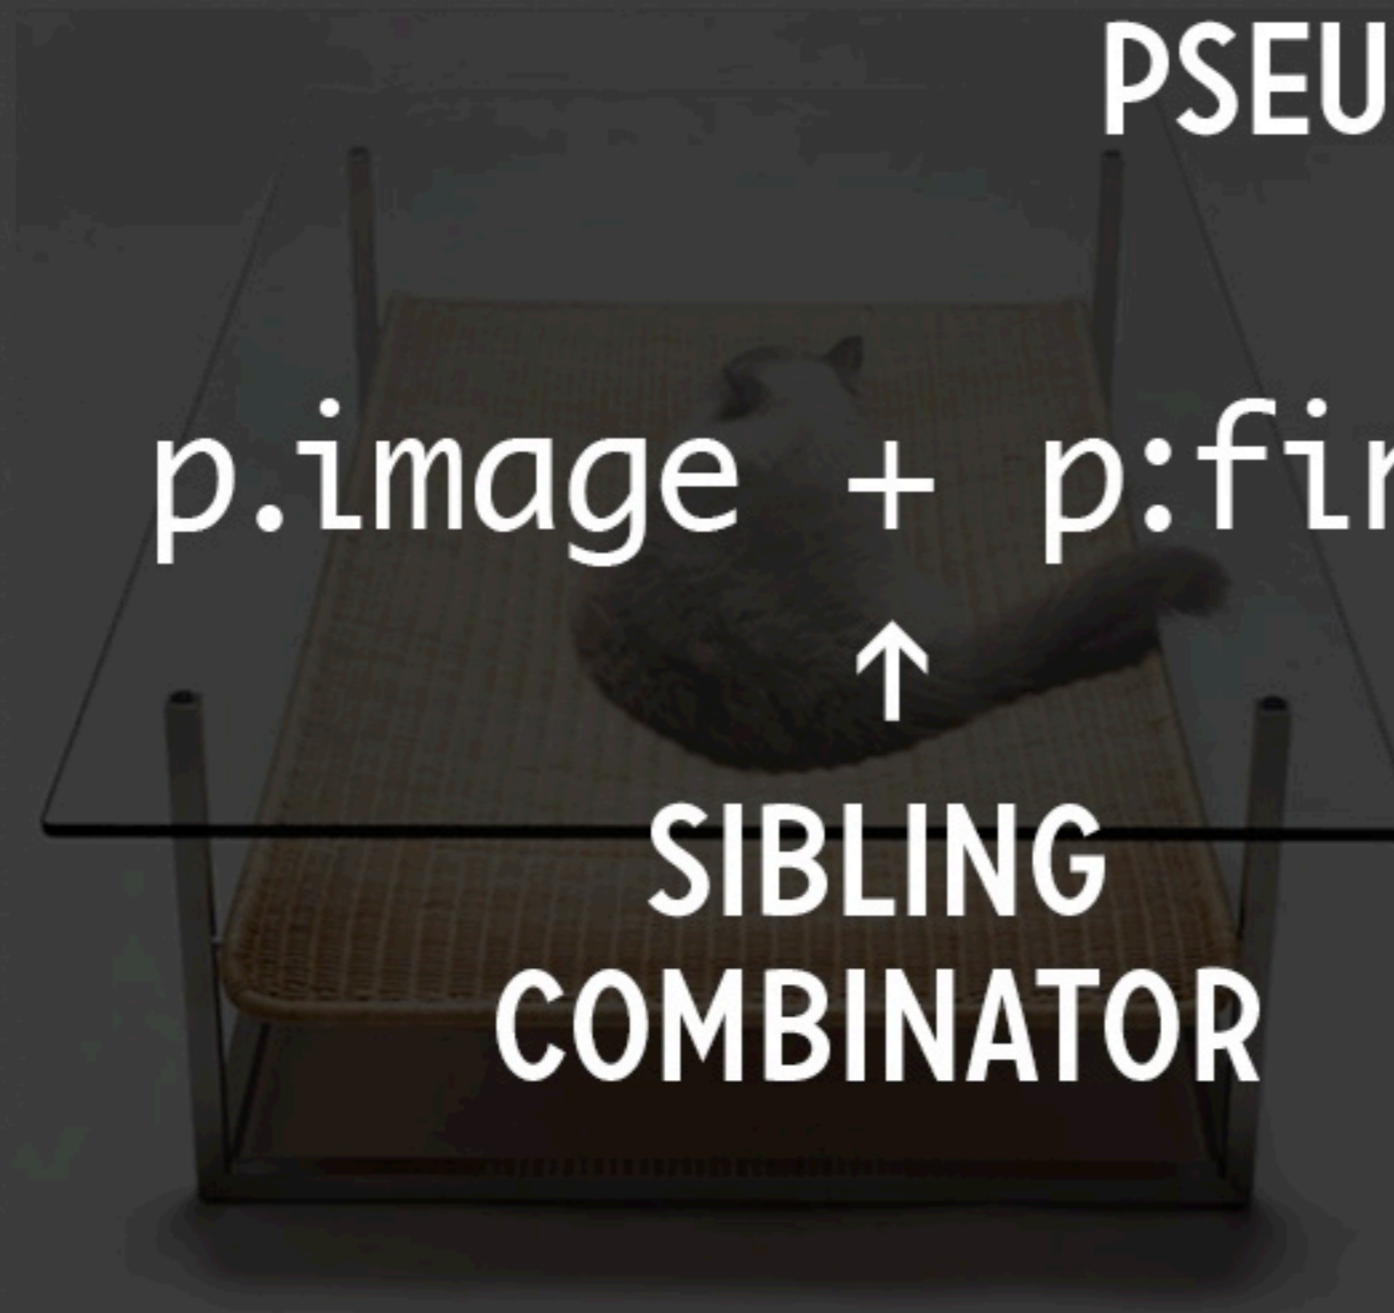 PSEU
p.image + p:fir
↑
SIBLING
COMBINATOR